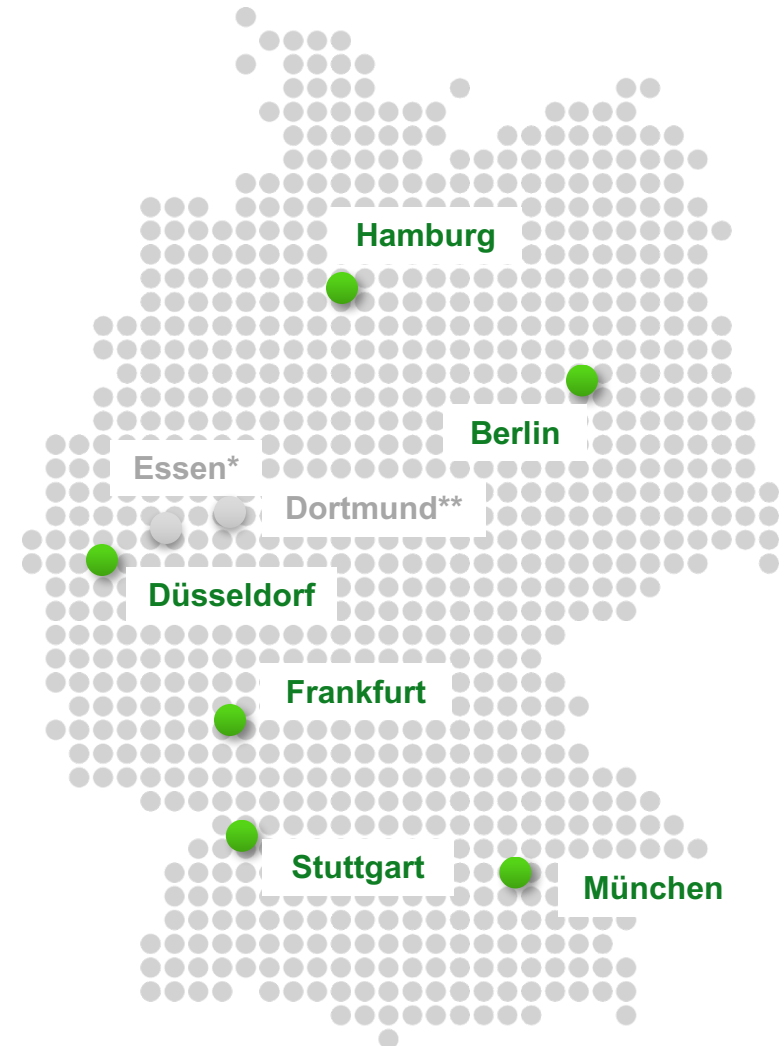 Hamburg
Berlin
Essen*
Dortmund**
Düsseldorf
Frankfurt
Stuttgart
München